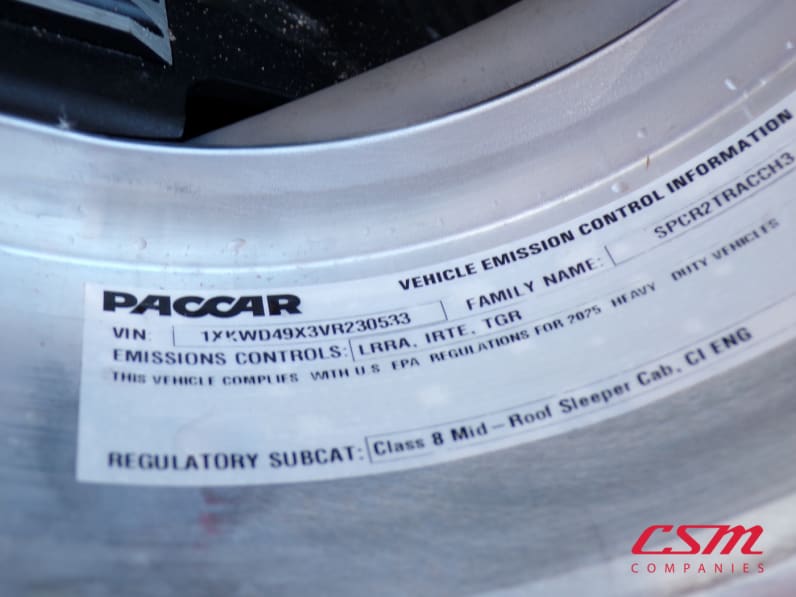 VEHICLE EMISSION CONTROL INFORMATION
PACCAR
VIN: 1XKWD49X3VR230533
FAMILY NAME: SPCR2TRACCH3
EMISSIONS CONTROLS: LRRA, IRTE, TGR
THIS VEHICLE COMPLIES WITH U S EPA REGULATIONS FOR 2025 HEAVY DUTY VEHICLES
REGULATORY SUBCAT: Class 8 Mid-Roof Sleeper Cab, CI ENG
CSM
COMPANIES